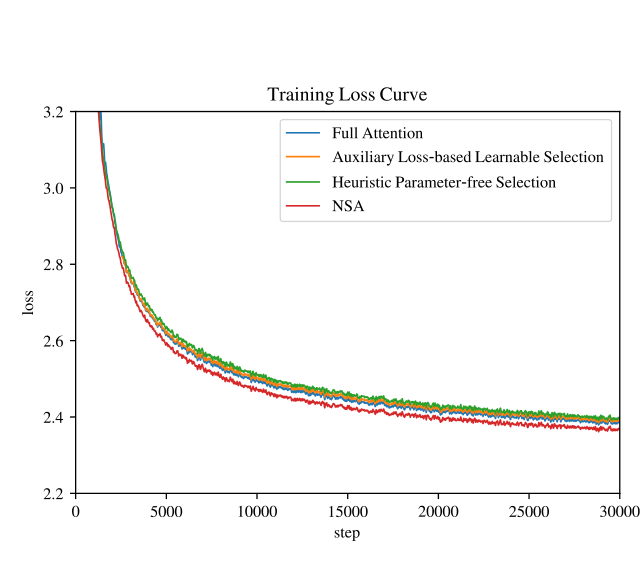 Training Loss Curve
3.2
3.0
2.8
2.6
2.4
2.2
loss
Full Attention
Auxiliary Loss-based Learnable Selection
Heuristic Parameter-free Selection
NSA
0 5000 10000 15000 20000 25000 30000
step